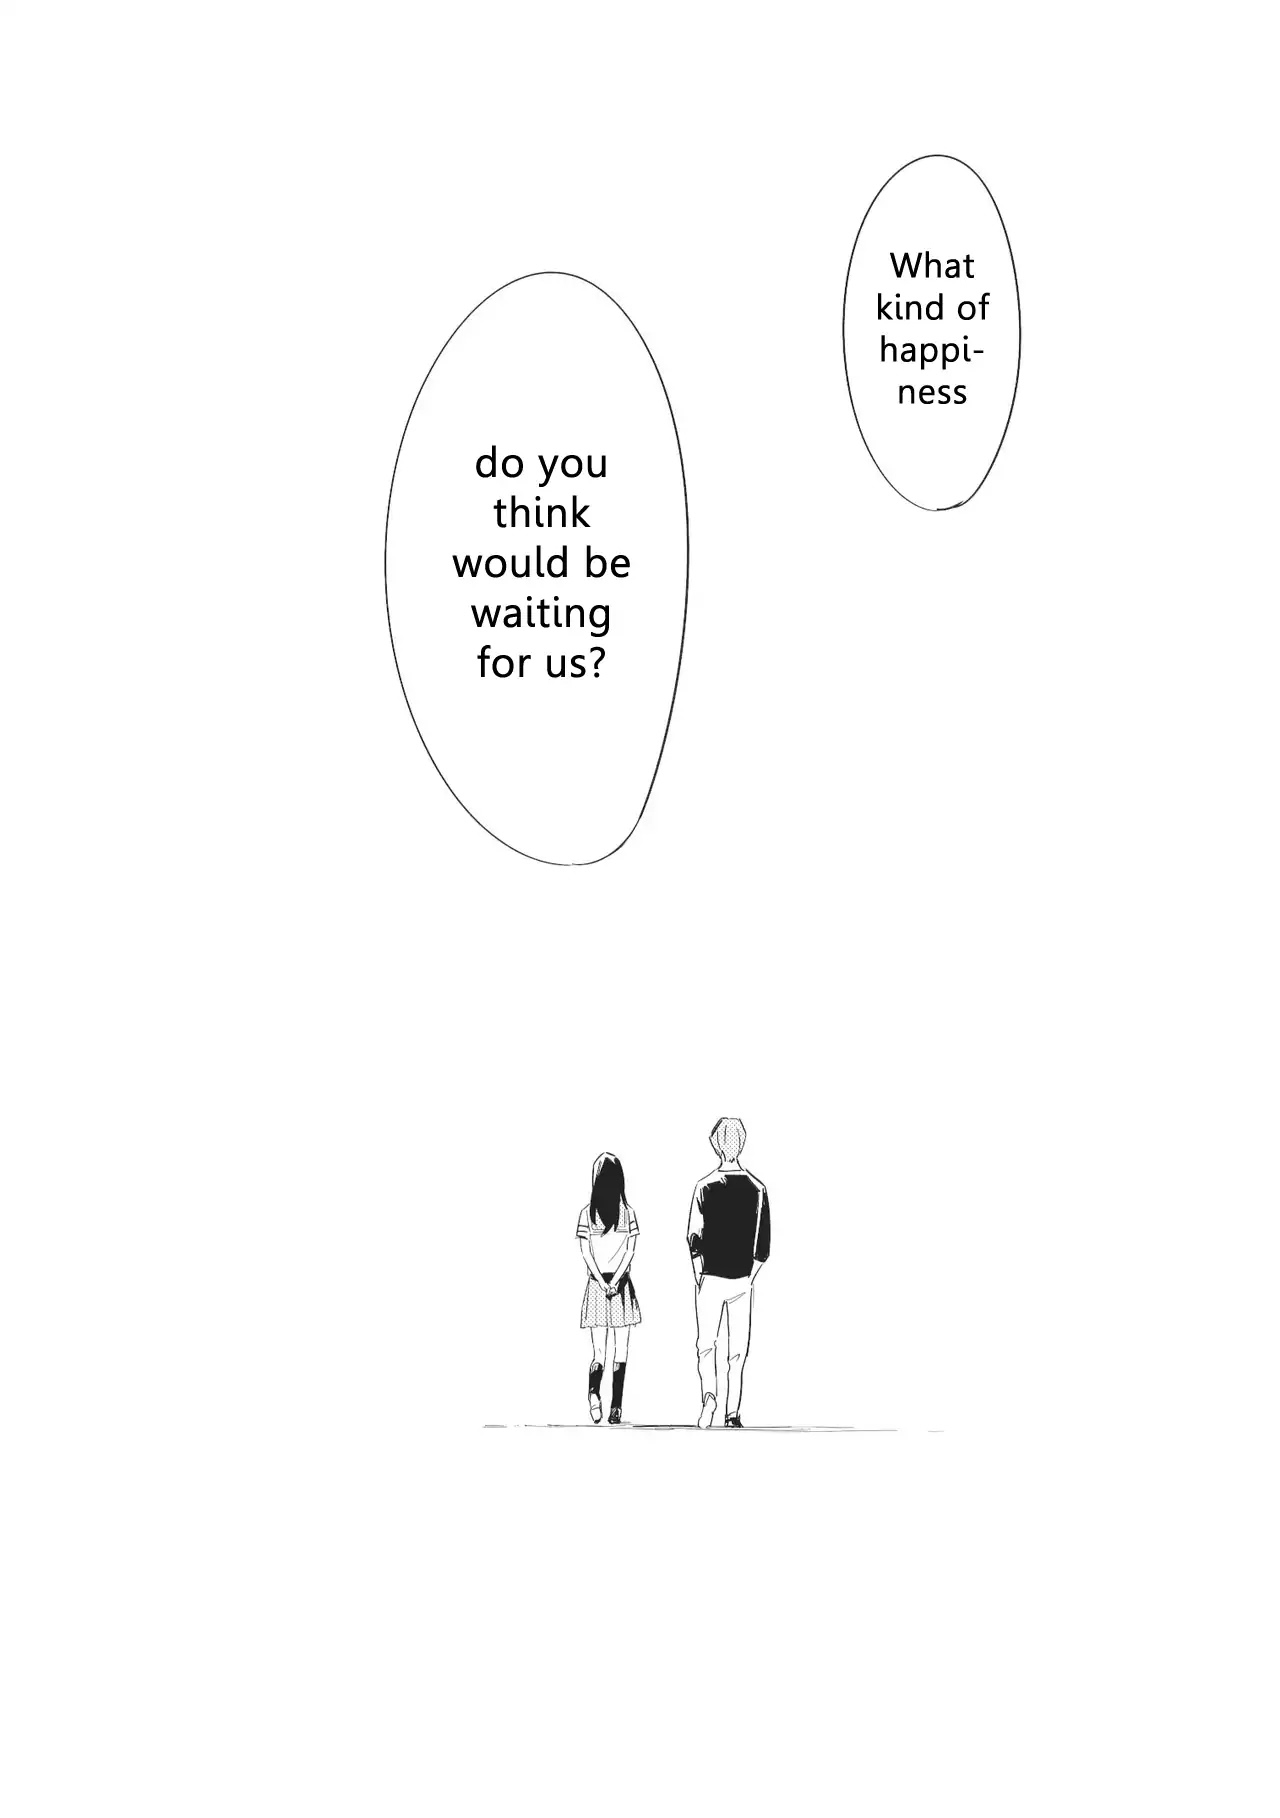 What
kind of
happi-
ness
do you
think
would be
waiting
for us?